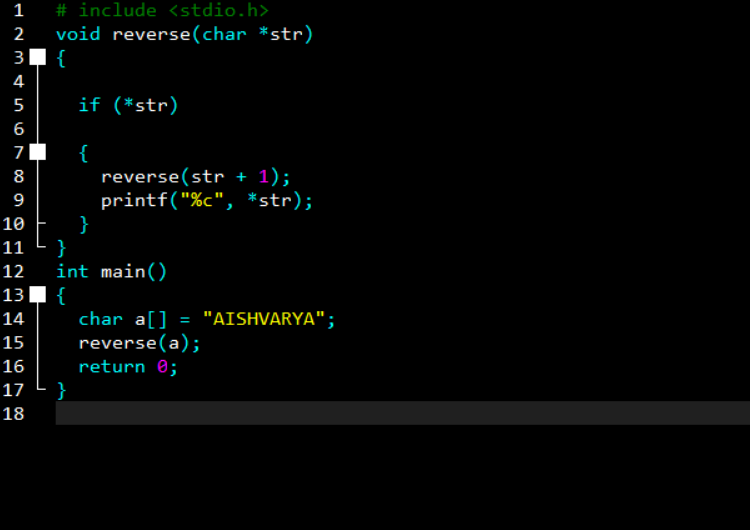 1 # include <stdio.h>
2 void reverse(char *str)
3 {
4
5 if (*str)
6
7 {
8 reverse(str + 1);
9 printf("%c", *str);
10 }
11 }
12 int main()
13 {
14 char a[] = "AISHVARYA";
15 reverse(a);
16 return 0;
17 }
18